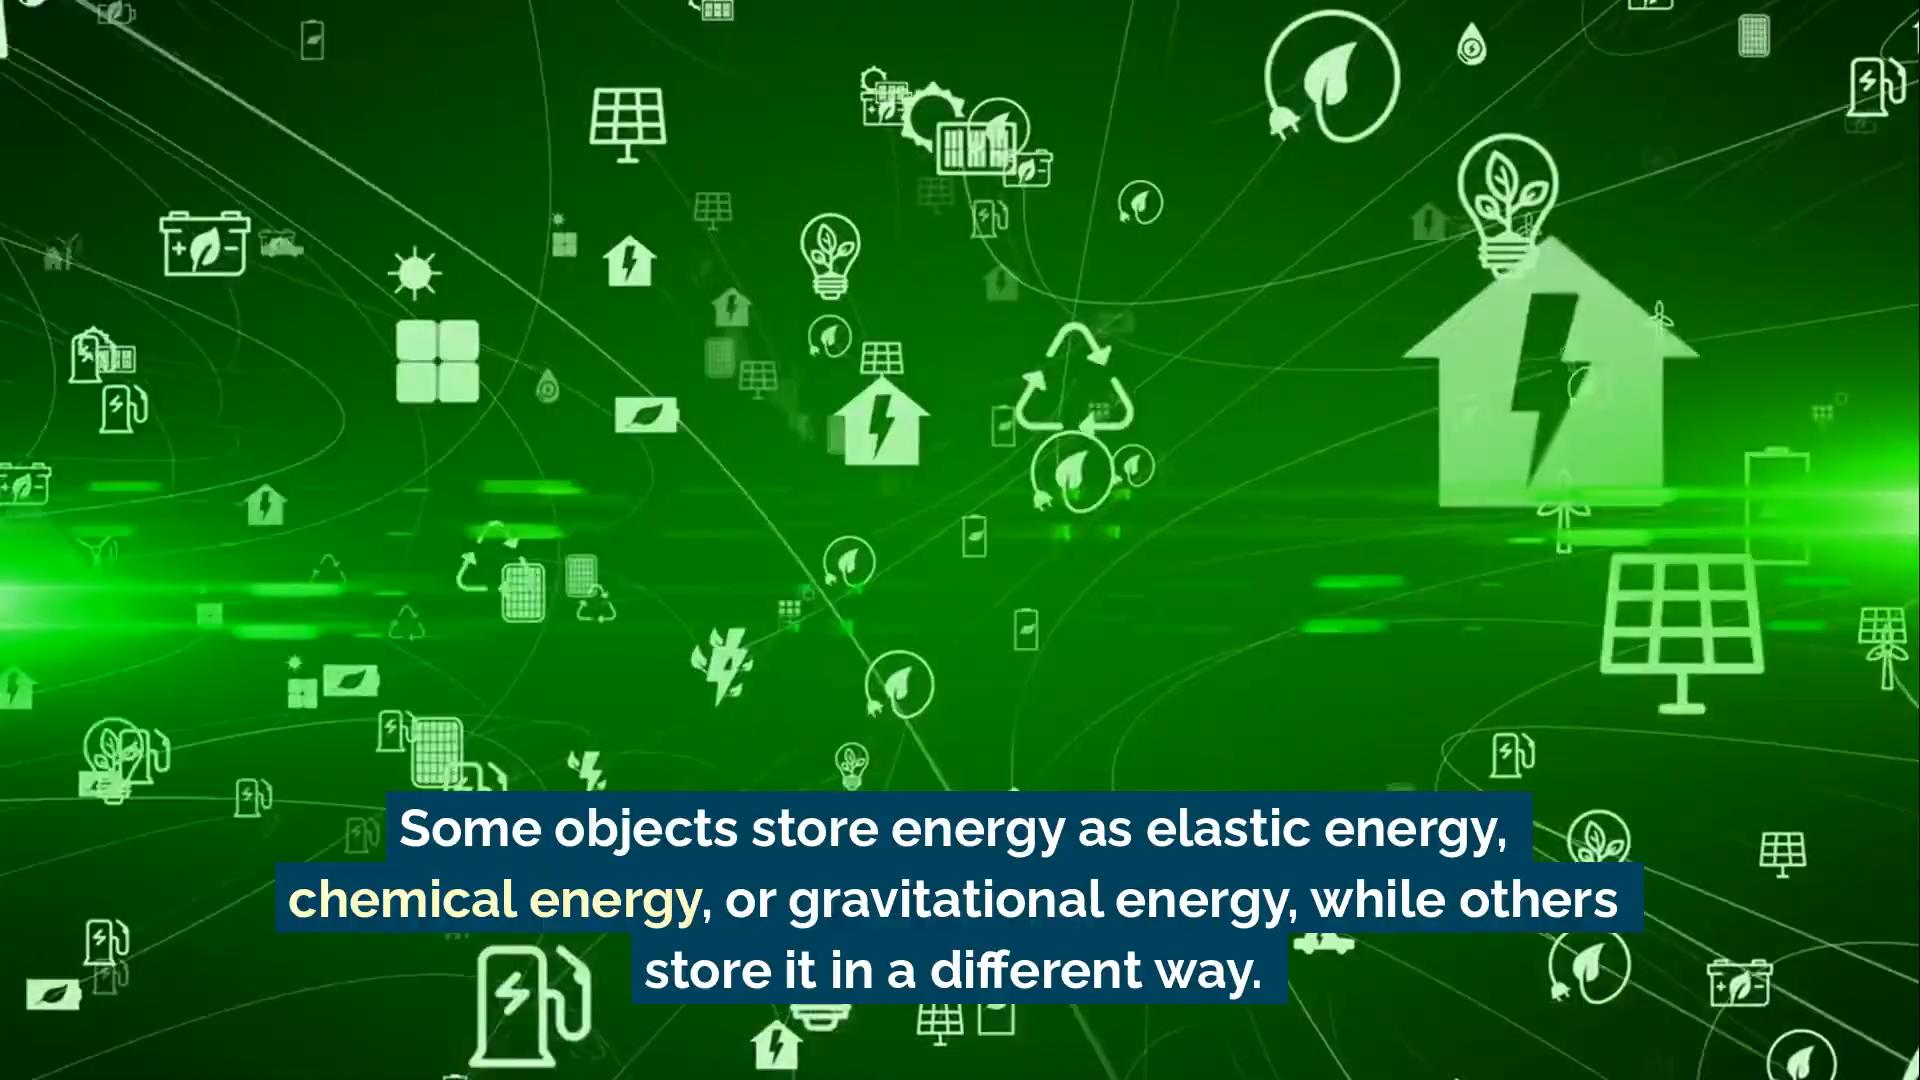 Some objects store energy as elastic energy,
chemical energy, or gravitational energy, while others
store it in a different way.